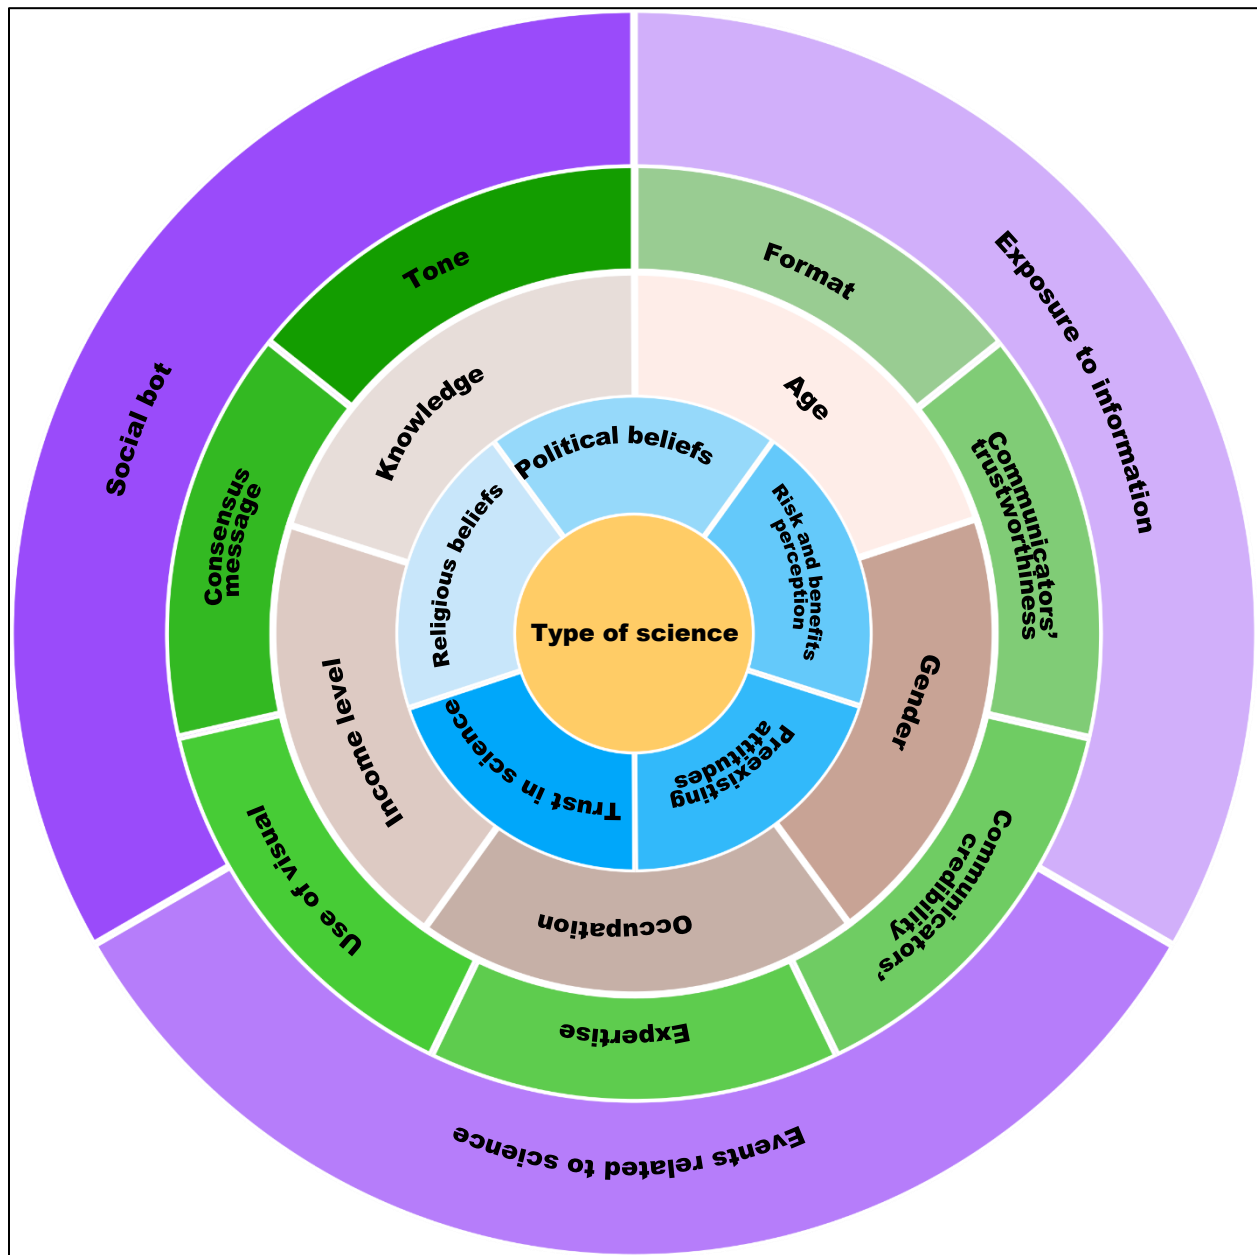 Exposure to information
Events related to science
Social bot
Format
Communicators’
trustworthiness
Communicators’
credibility
Expertise
Use of visual
Consensus
message
Tone
Age
Gender
Occupation
Income level
Knowledge
Political beliefs
Risk and benefits
perception
Preexisting
attitudes
Trust in science
Religious beliefs
Type of science